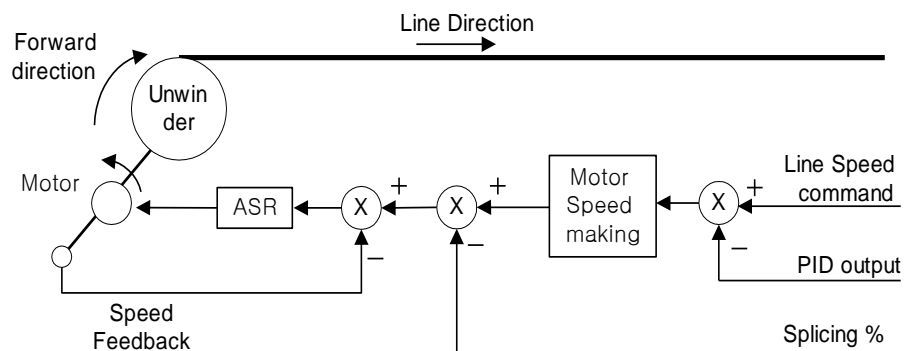 Line Direction
Forward
direction
Unwin
der
Motor
ASR
X
+
X
+
Motor
Speed
making
X
+
Line Speed
command
−
−
−
PID output
Speed
Feedback
Splicing %